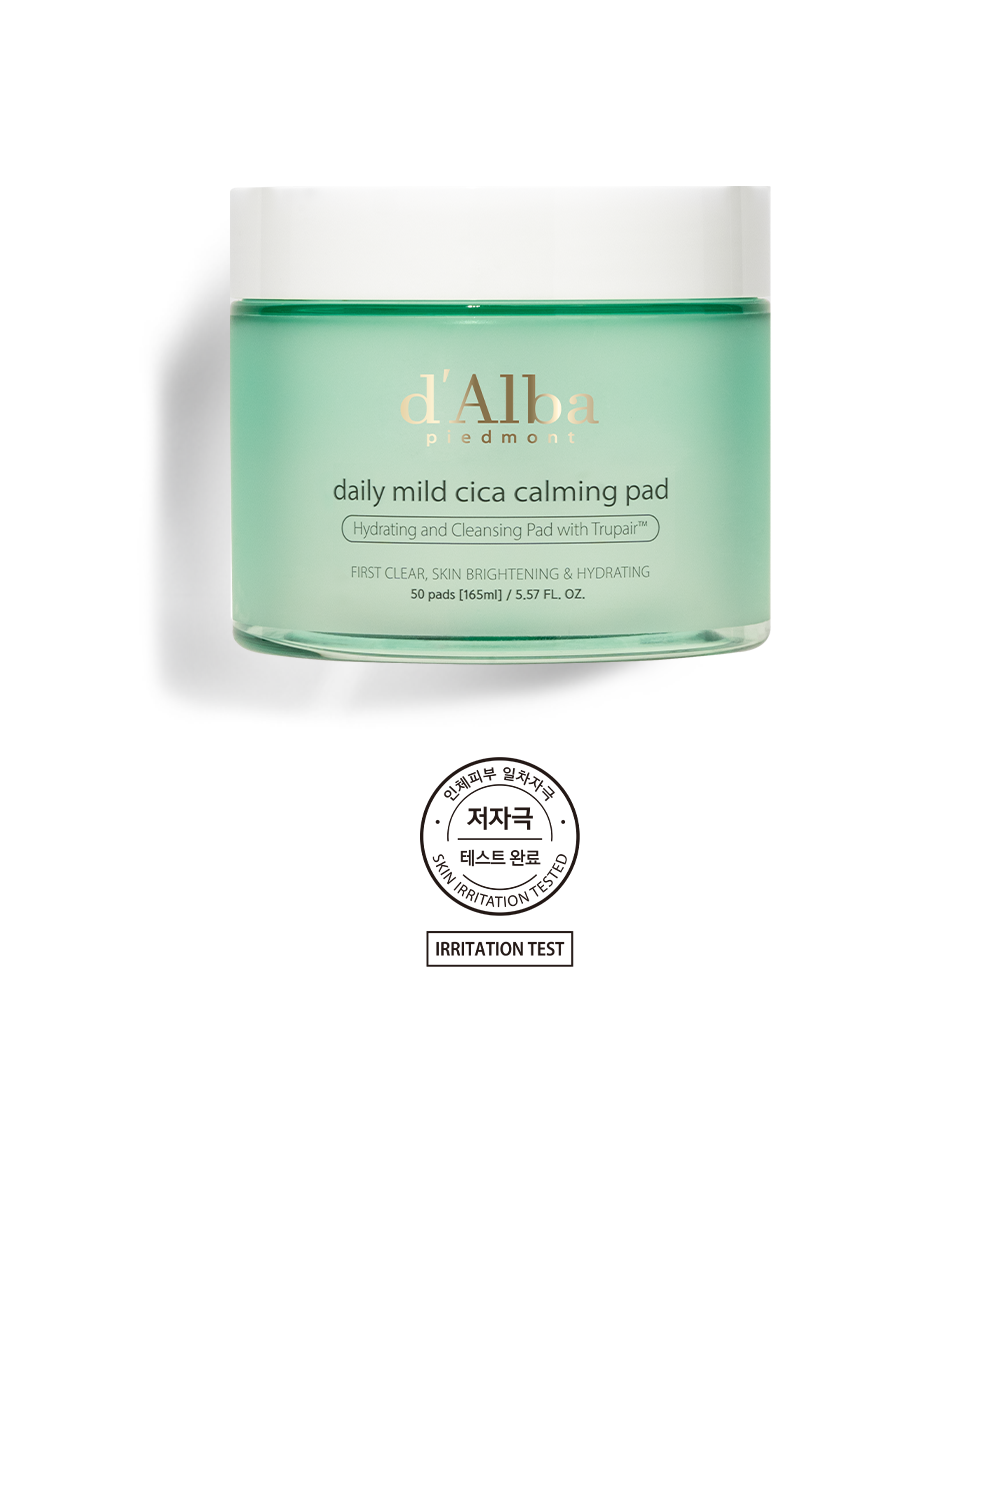 d'Alba
piedmont
daily mild cica calming pad
Hydrating and Cleansing Pad with Trupair™
FIRST CLEAR, SKIN BRIGHTENING & HYDRATING
50 pads [165ml] / 5.57 FL. OZ.
인체피부 일차자극
저자극
테스트 완료
SKIN IRRITATION TESTED
IRRITATION TEST